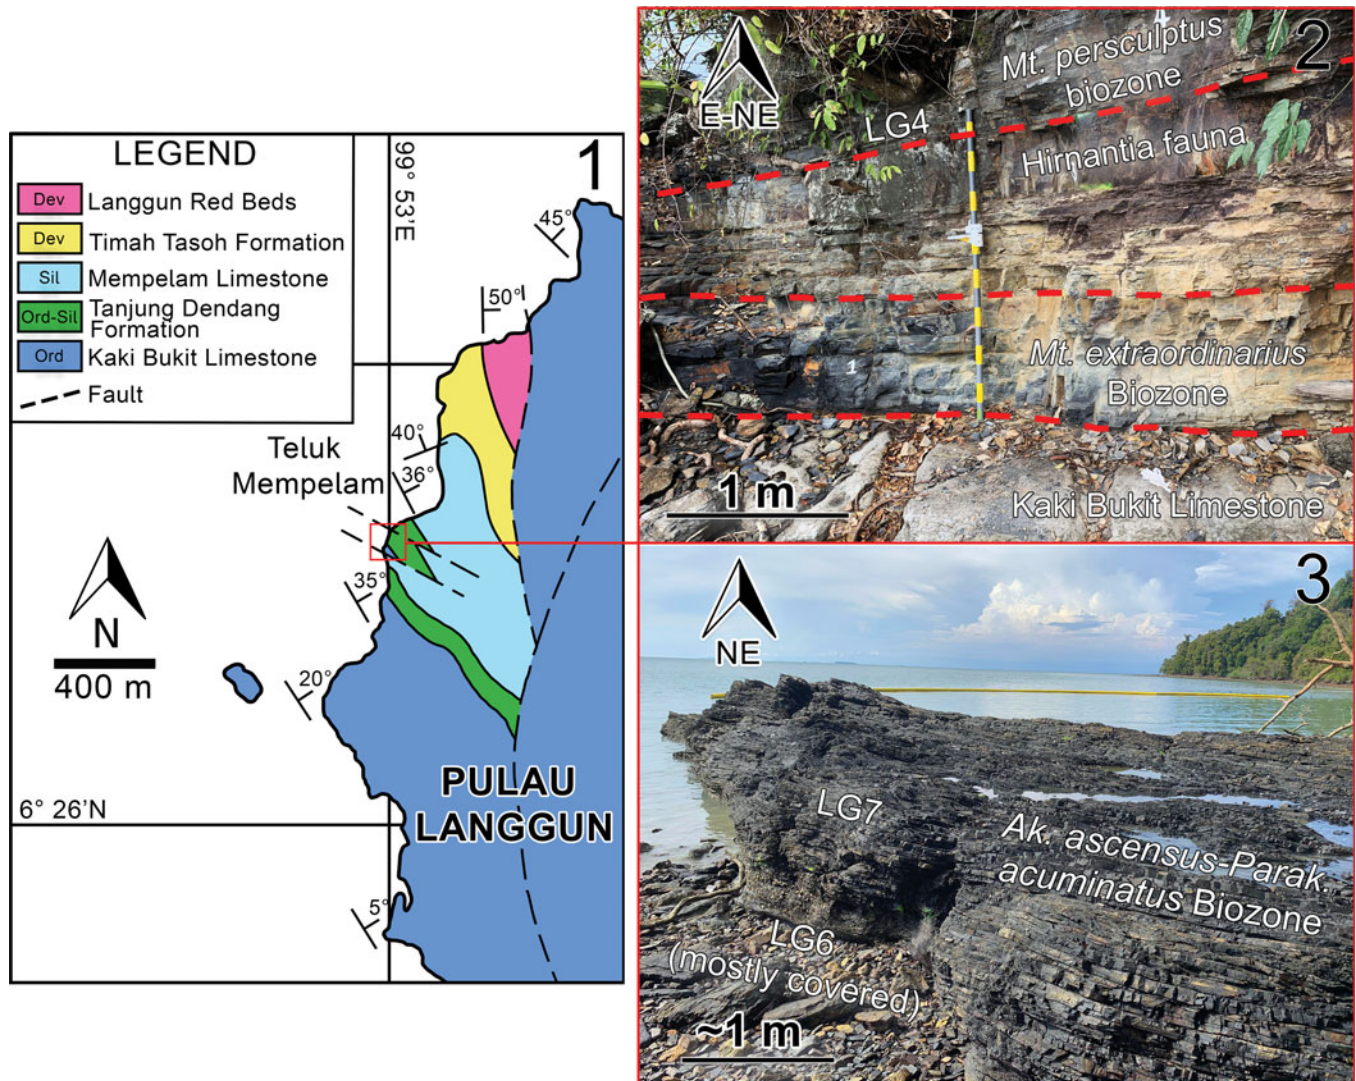 LEGEND
1
Dev
Langgun Red Beds
Dev
Timah Tasoh Formation
Sil
Mempelam Limestone
Ord-Sil
Tanjung Dendang
Formation
Ord
Kaki Bukit Limestone
Fault
99° 53'E
45°
50°
40°
36°
Teluk
Mempelam
35°
N
400 m
20°
6° 26'N
5°
PULAU
LANGGUN
2
E-NE
Mt. persculptus
biozone
LG4
Hirnantia fauna
1
Mt. extraordinarius
Biozone
1 m
Kaki Bukit Limestone
3
NE
LG7
Ak. ascensus-Parak.
acuminatus Biozone
LG6
(mostly covered)
~1 m